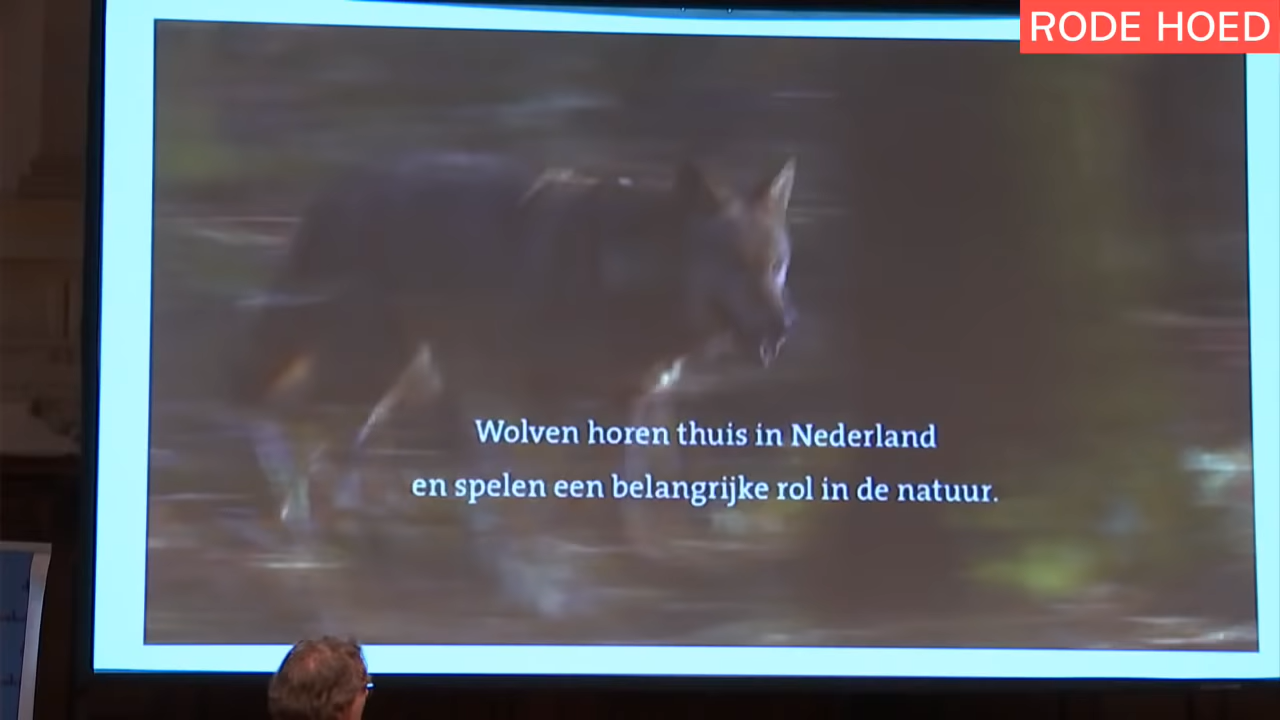 RODE HOED
Wolven horen thuis in Nederland
en spelen een belangrijke rol in de natuur.